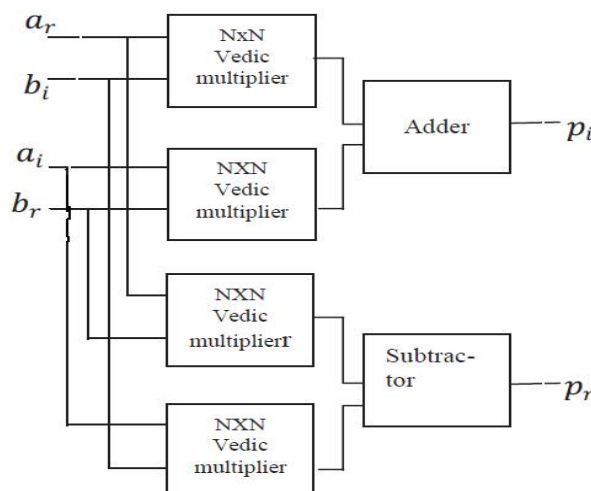 a_r
b_i
a_i
b_r
NxN
Vedic
multiplier
NXN
Vedic
multiplier
NXN
Vedic
multiplierr
NXN
Vedic
multiplier
Adder
Subtrac-
tor
p_i
p_r